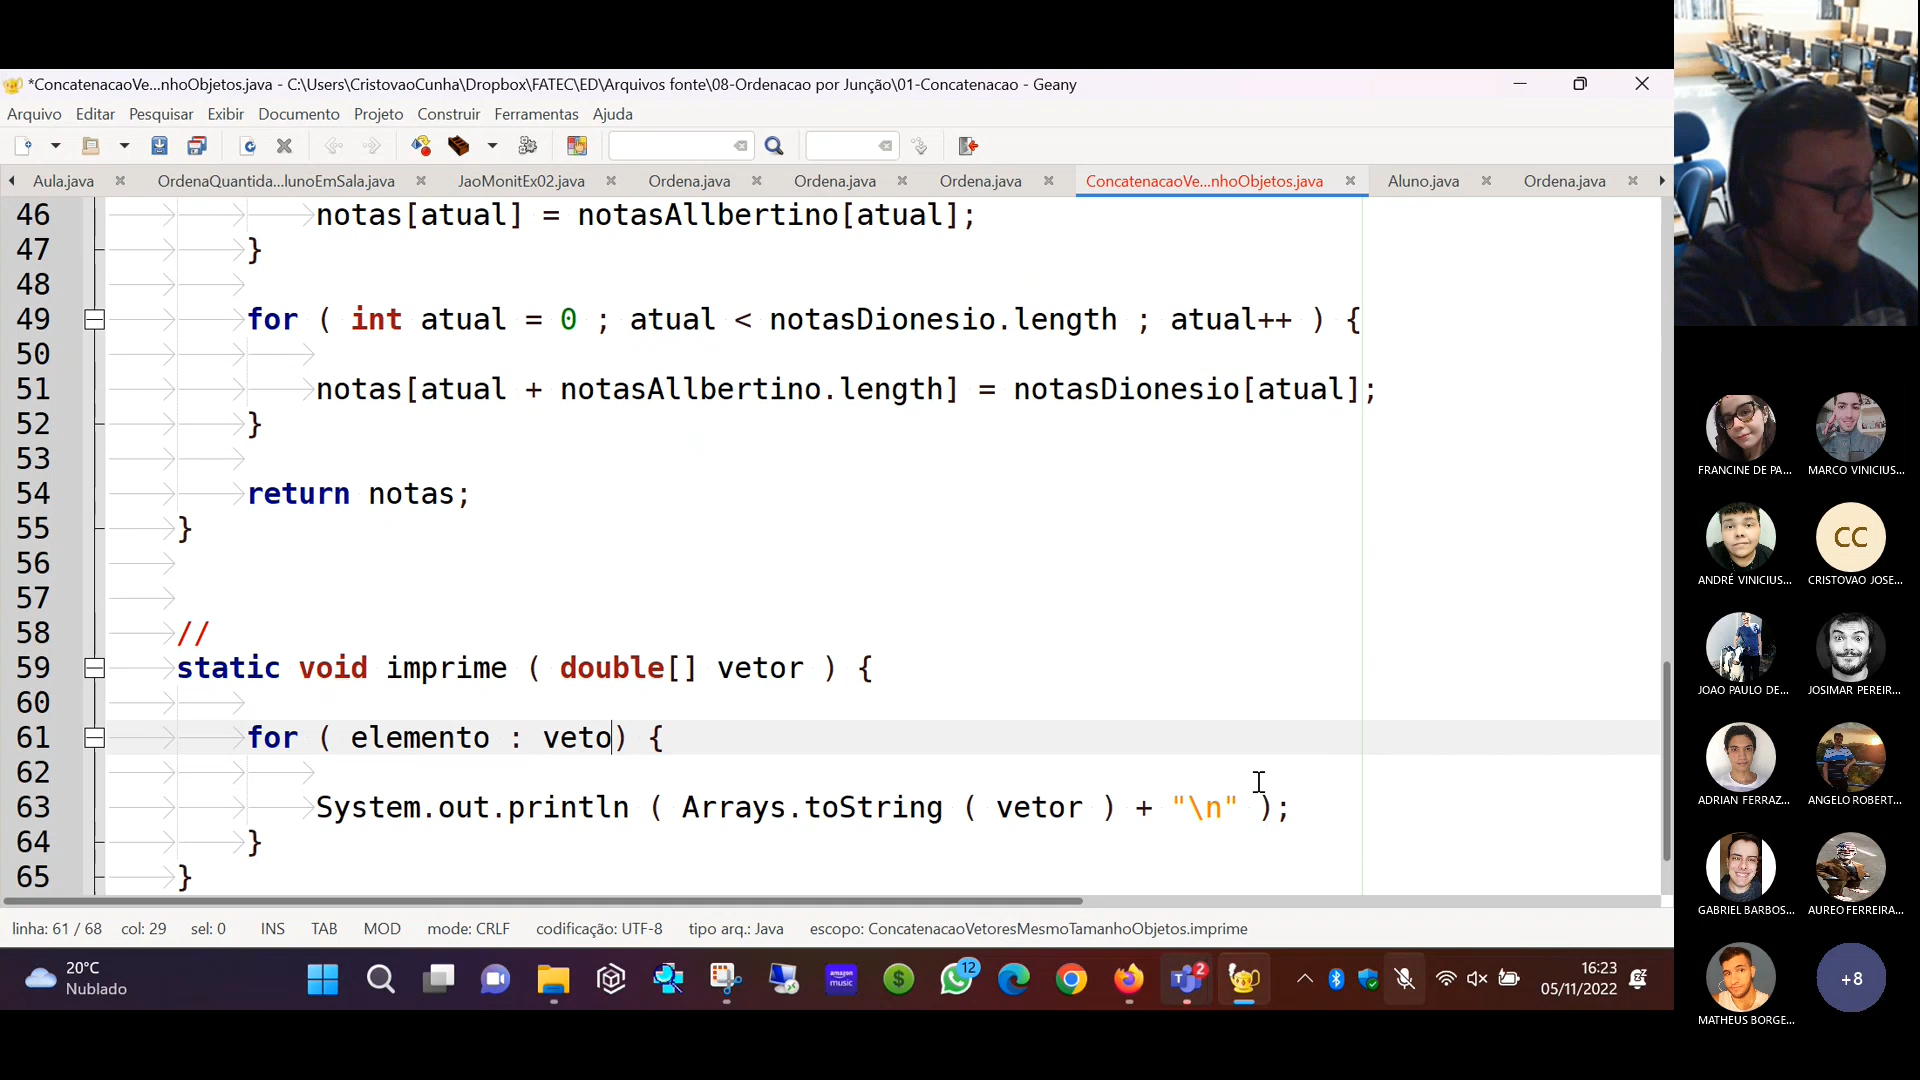 *ConcatenacaoVe...nhoObjetos.java - C:\Users\CristovaoCunha\Dropbox\FATEC\ED\Arquivos fonte\08-Ordenacao por Junção\01-Concatenacao - Geany
Arquivo Editar Pesquisar Exibir Documento Projeto Construir Ferramentas Ajuda
Aula.java OrdenaQuantida...lunoEmSala.java JaoMonitEx02.java Ordena.java Ordena.java Ordena.java ConcatenacaoVe...nhoObjetos.java Aluno.java Ordena.java
46 notas[atual] = notasAllbertino[atual];
47 }
48
49 for ( int atual = 0 ; atual < notasDionesio.length ; atual++ ) {
50
51 notas[atual + notasAllbertino.length] = notasDionesio[atual];
52 }
53
54 return notas;
55 }
56
57
58 //
59 static void imprime ( double[] vetor ) {
60
61 for ( elemento : veto) {
62
63 System.out.println ( Arrays.toString ( vetor ) + "\n" );
64 }
65 }
linha: 61 / 68 col: 29 sel: 0 INS TAB MOD mode: CRLF codificação: UTF-8 tipo arq.: Java escopo: ConcatenacaoVetoresMesmoTamanhoObjetos.imprime
20°C
Nublado
amazon music
$
12
2
16:23
05/11/2022
FRANCINE DE PA... MARCO VINICIUS...
CC
ANDRÉ VINICIUS... CRISTOVAO JOSE...
JOAO PAULO DE... JOSIMAR PEREIR...
ADRIAN FERRAZ... ANGELO ROBERT...
GABRIEL BARBOS... AUREO FERREIRA...
+8
MATHEUS BORGE...